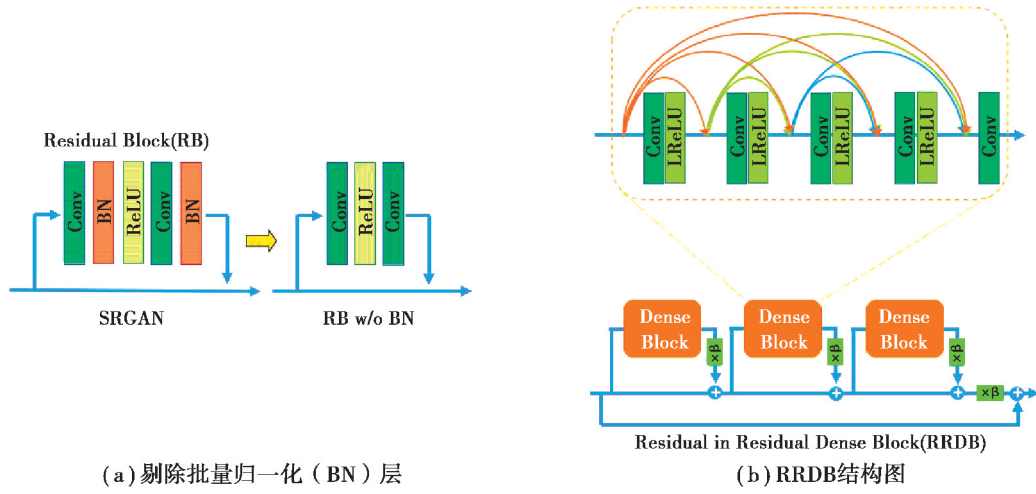 Residual Block(RB)
Conv
BN
ReLU
Conv
BN
Conv
ReLU
Conv
SRGAN
RB w/o BN
(a)剔除批量归一化(BN)层
Conv
LReLU
Conv
LReLU
Conv
LReLU
Conv
LReLU
Conv
Dense
Block
×β
Dense
Block
×β
Dense
Block
×β
×β
Residual in Residual Dense Block(RRDB)
(b)RRDB结构图